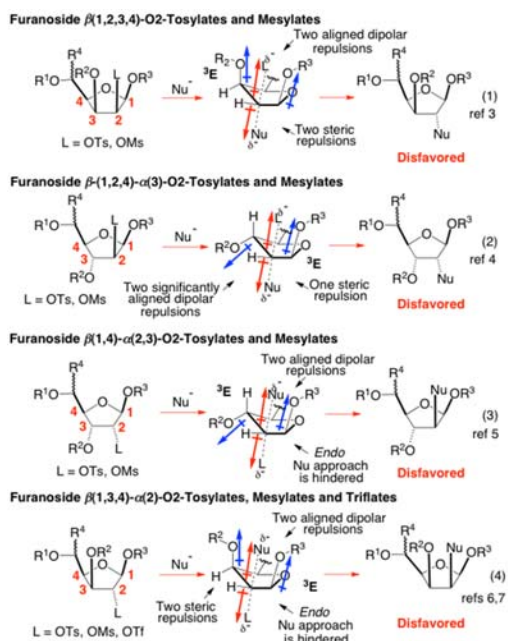 Furanoside β(1,2,3,4)-O2-Tosylates and Mesylates
R⁴
R¹O
R²O
L
OR³
O
4
3
2
1
L = OTs, OMs
Nu⁻
³E
R₂O
H
H
L
δ⁻
O-R³
O
Nu
δ⁻
Two aligned dipolar
repulsions
Two steric
repulsions
R⁴
R¹O
OR²
O
OR³
Nu
Disfavored
(1)
ref 3
Furanoside β-(1,2,4)-α(3)-O2-Tosylates and Mesylates
R⁴
R¹O
L
O
OR³
4
3
2
1
R²O
L = OTs, OMs
Nu⁻
H
L
δ⁻
O-R³
O
R²O
H
³E
Nu
δ⁻
Two significantly
aligned dipolar
repulsions
One steric
repulsion
R⁴
R¹O
O
OR³
R²O
Nu
Disfavored
(2)
ref 4
Furanoside β(1,4)-α(2,3)-O2-Tosylates and Mesylates
R⁴
R¹O
O
OR³
4
3
2
1
R²O
L
L = OTs, OMs
Nu⁻
³E
Two aligned dipolar
repulsions
H
Nu
δ⁻
O-R³
O
R²O
H
L
δ⁻
Endo
Nu approach
is hindered
R⁴
R¹O
Nu
O
OR³
R²O
Disfavored
(3)
ref 5
Furanoside β(1,3,4)-α(2)-O2-Tosylates, Mesylates and Triflates
R⁴
R¹O
OR²
O
OR³
4
3
2
1
L
L = OTs, OMs, OTf
Nu⁻
R²
O
Nu
δ⁻
O-R³
O
H
H
³E
L
δ⁻
Two aligned dipolar
repulsions
Two steric
repulsions
Endo
Nu approach
is hindered
R⁴
R¹O
R²O
Nu
O
OR³
Disfavored
(4)
refs 6,7